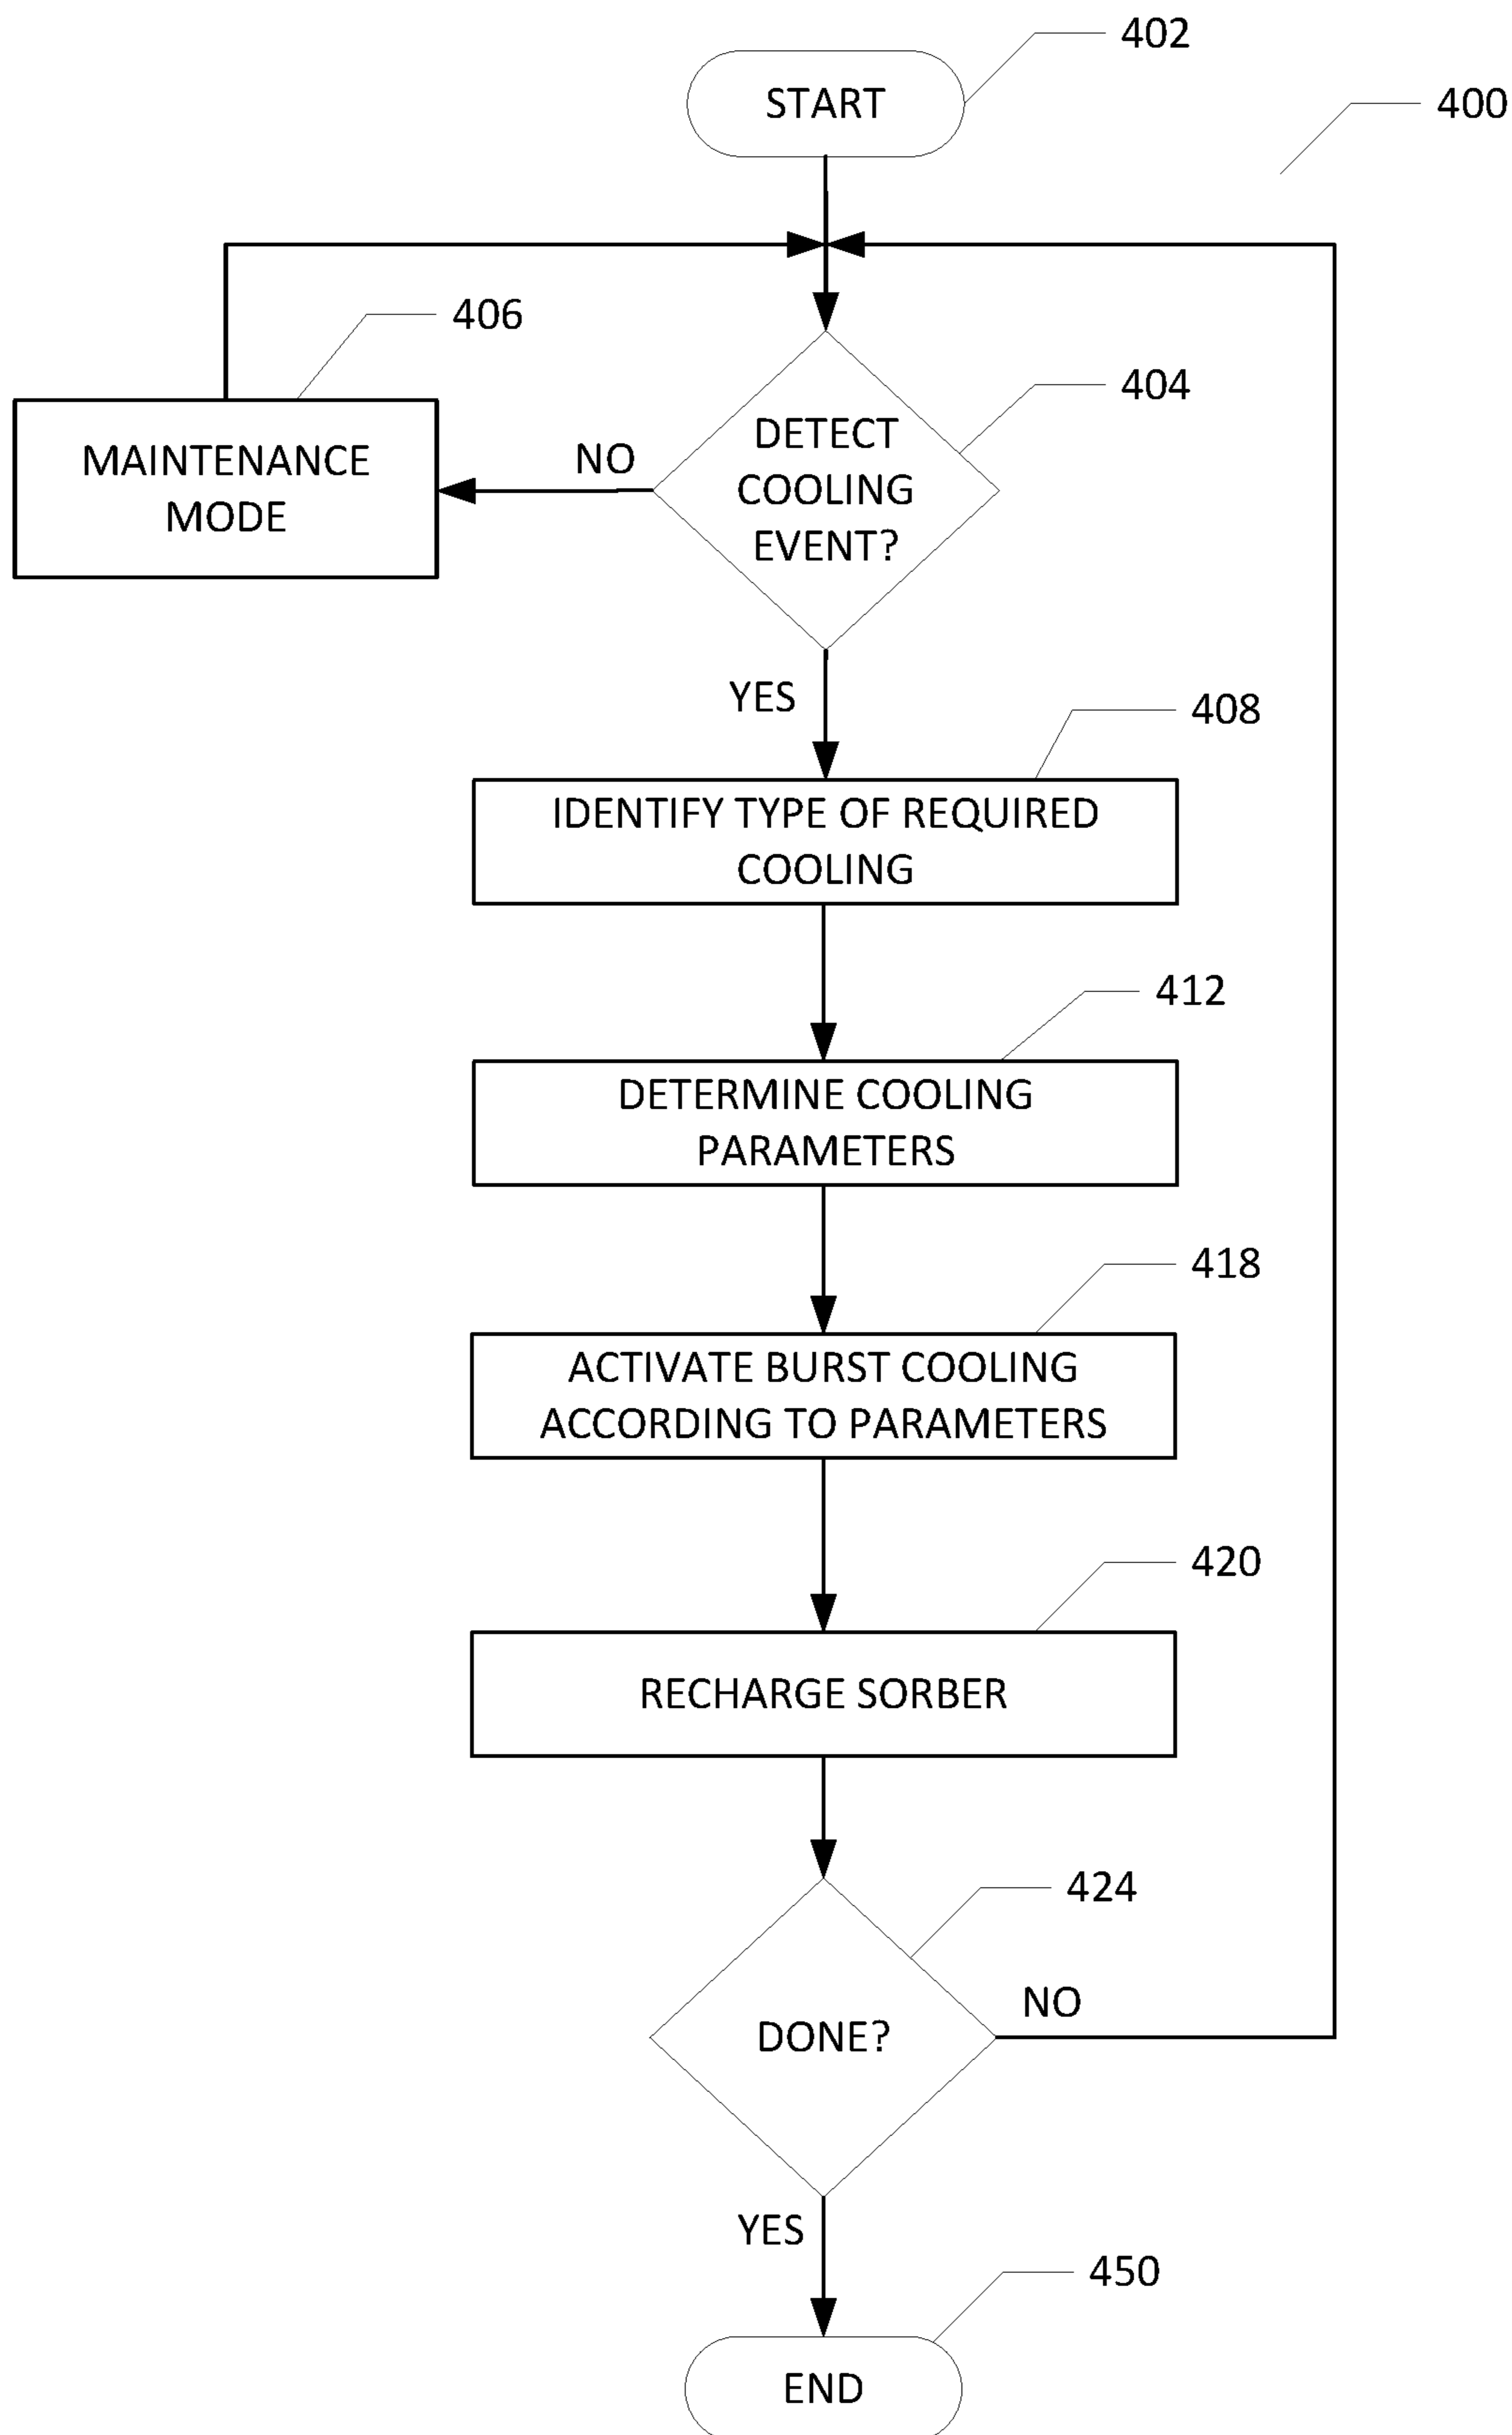 402
START
400
406
404
DETECT
COOLING
EVENT?
NO
MAINTENANCE
MODE
YES
408
IDENTIFY TYPE OF REQUIRED
COOLING
412
DETERMINE COOLING
PARAMETERS
418
ACTIVATE BURST COOLING
ACCORDING TO PARAMETERS
420
RECHARGE SORBER
424
NO
DONE?
YES
450
END